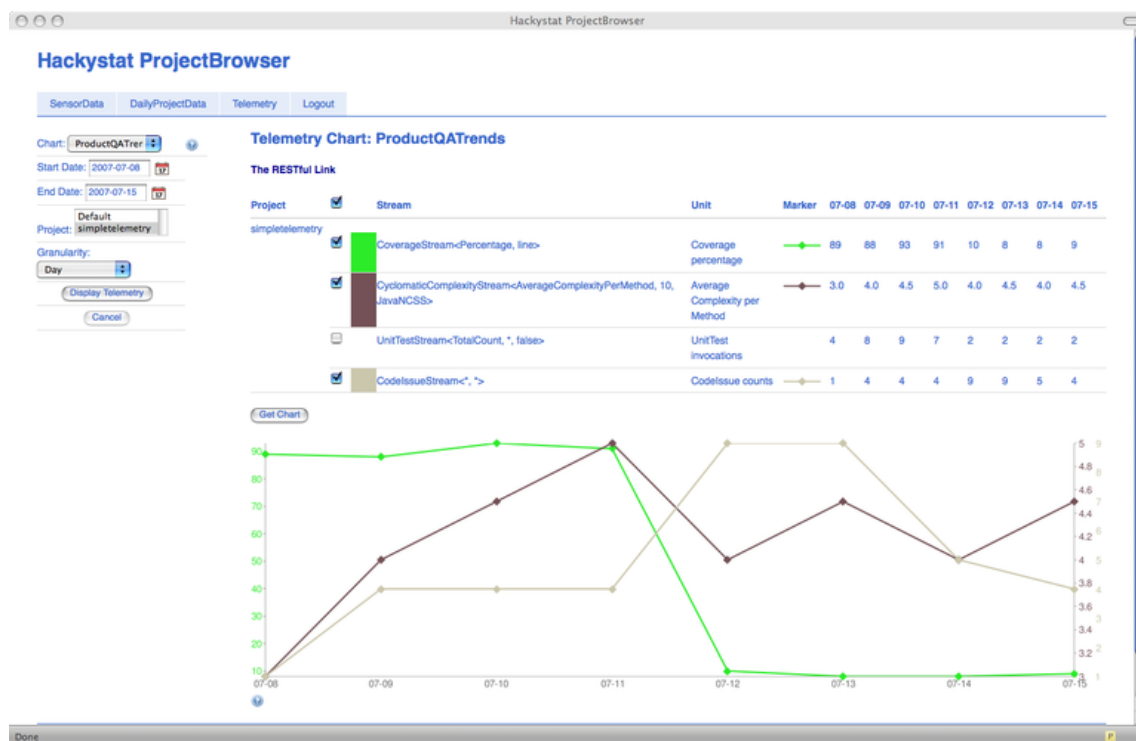 Hackystat ProjectBrowser
Hackystat ProjectBrowser
SensorData DailyProjectData Telemetry Logout
Chart: ProductQATrer
Start Date: 2007-07-08
17
End Date: 2007-07-15
17
Default
Project: simpletelemetry
Granularity:
Day
Display Telemetry
Cancel
Telemetry Chart: ProductQATrends
The RESTful Link
Project Stream Unit Marker 07-08 07-09 07-10 07-11 07-12 07-13 07-14 07-15
simpletelemetry
CoverageStream<Percentage, line> Coverage 89 88 93 91 10 8 8 9
percentage
CyclomaticComplexityStream<AverageComplexityPerMethod, 10, Average 3.0 4.0 4.5 5.0 4.0 4.5 4.0 4.5
JavaNCSS> Complexity per
Method
UnitTestStream<TotalCount, *, false> UnitTest 4 8 9 7 2 2 2 2
invocations
CodeIssueStream<*, *> CodeIssue counts 1 4 4 4 9 9 5 4
Get Chart
90 5 9
4.8 8
80
4.6
70 7
4.4
60 6
4.2
50 4 5
40 3.8 4
3.6
30 3
3.4
20
3.2 2
10 3 1
07-08 07-09 07-10 07-11 07-12 07-13 07-14 07-15
Done P